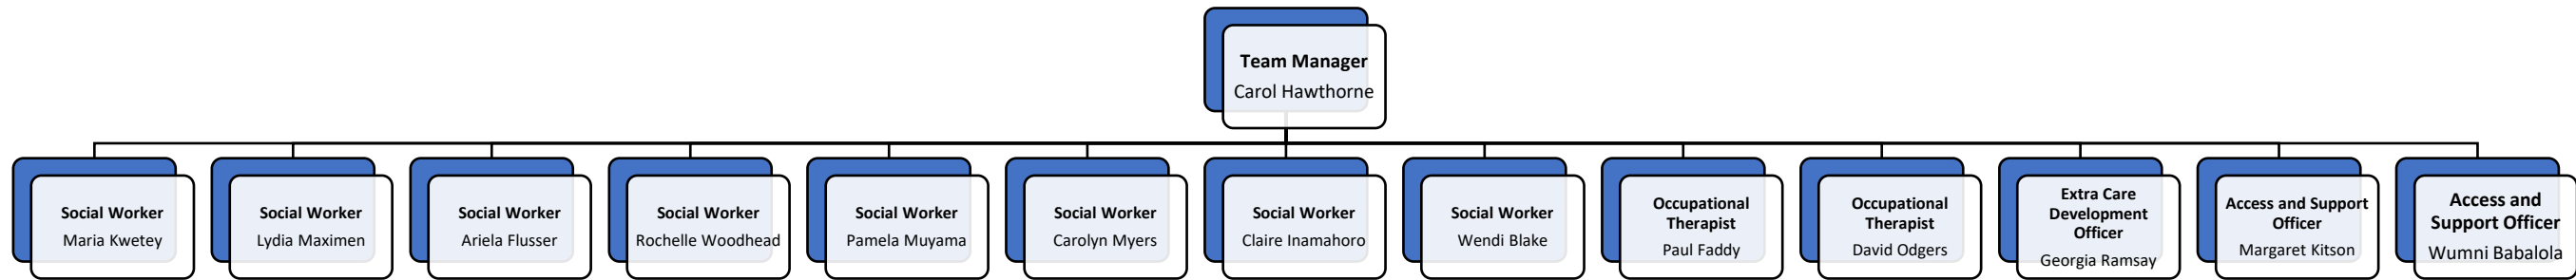 Team Manager
Carol Hawthorne
Social Worker
Maria Kwetey
Social Worker
Lydia Maximen
Social Worker
Ariela Flusser
Social Worker
Rochelle Woodhead
Social Worker
Pamela Muyama
Social Worker
Carolyn Myers
Social Worker
Claire Inamahoro
Social Worker
Wendi Blake
Occupational
Therapist
Paul Faddy
Occupational
Therapist
David Odgers
Extra Care
Development
Officer
Georgia Ramsay
Access and Support
Officer
Margaret Kitson
Access and
Support Officer
Wumni Babalola